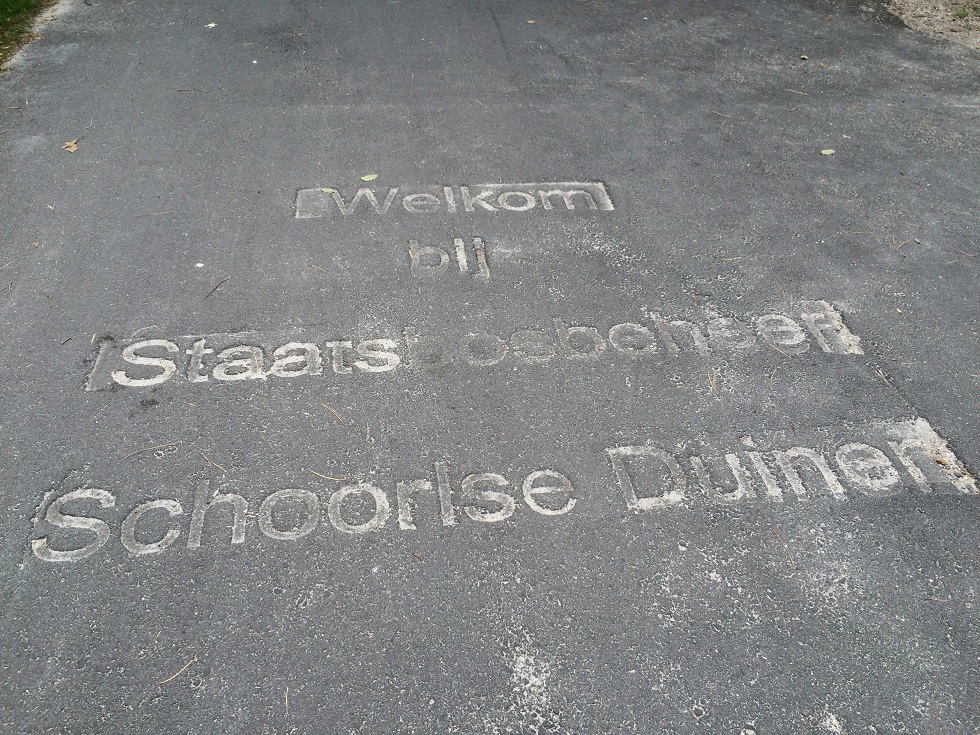 Welkom
bij
Staatsbosbeheer
Schoorlse Duinen